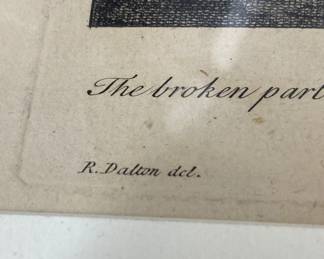 The broken part
R. Dalton del.